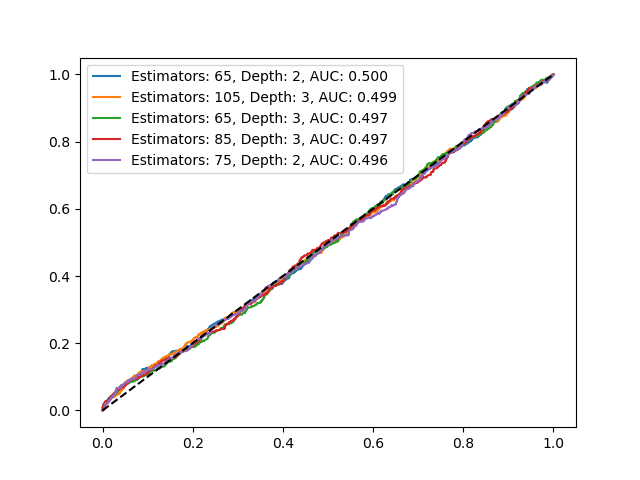 Estimators: 65, Depth: 2, AUC: 0.500
Estimators: 105, Depth: 3, AUC: 0.499
Estimators: 65, Depth: 3, AUC: 0.497
Estimators: 85, Depth: 3, AUC: 0.497
Estimators: 75, Depth: 2, AUC: 0.496
1.0
0.8
0.6
0.4
0.2
0.0
0.0 0.2 0.4 0.6 0.8 1.0